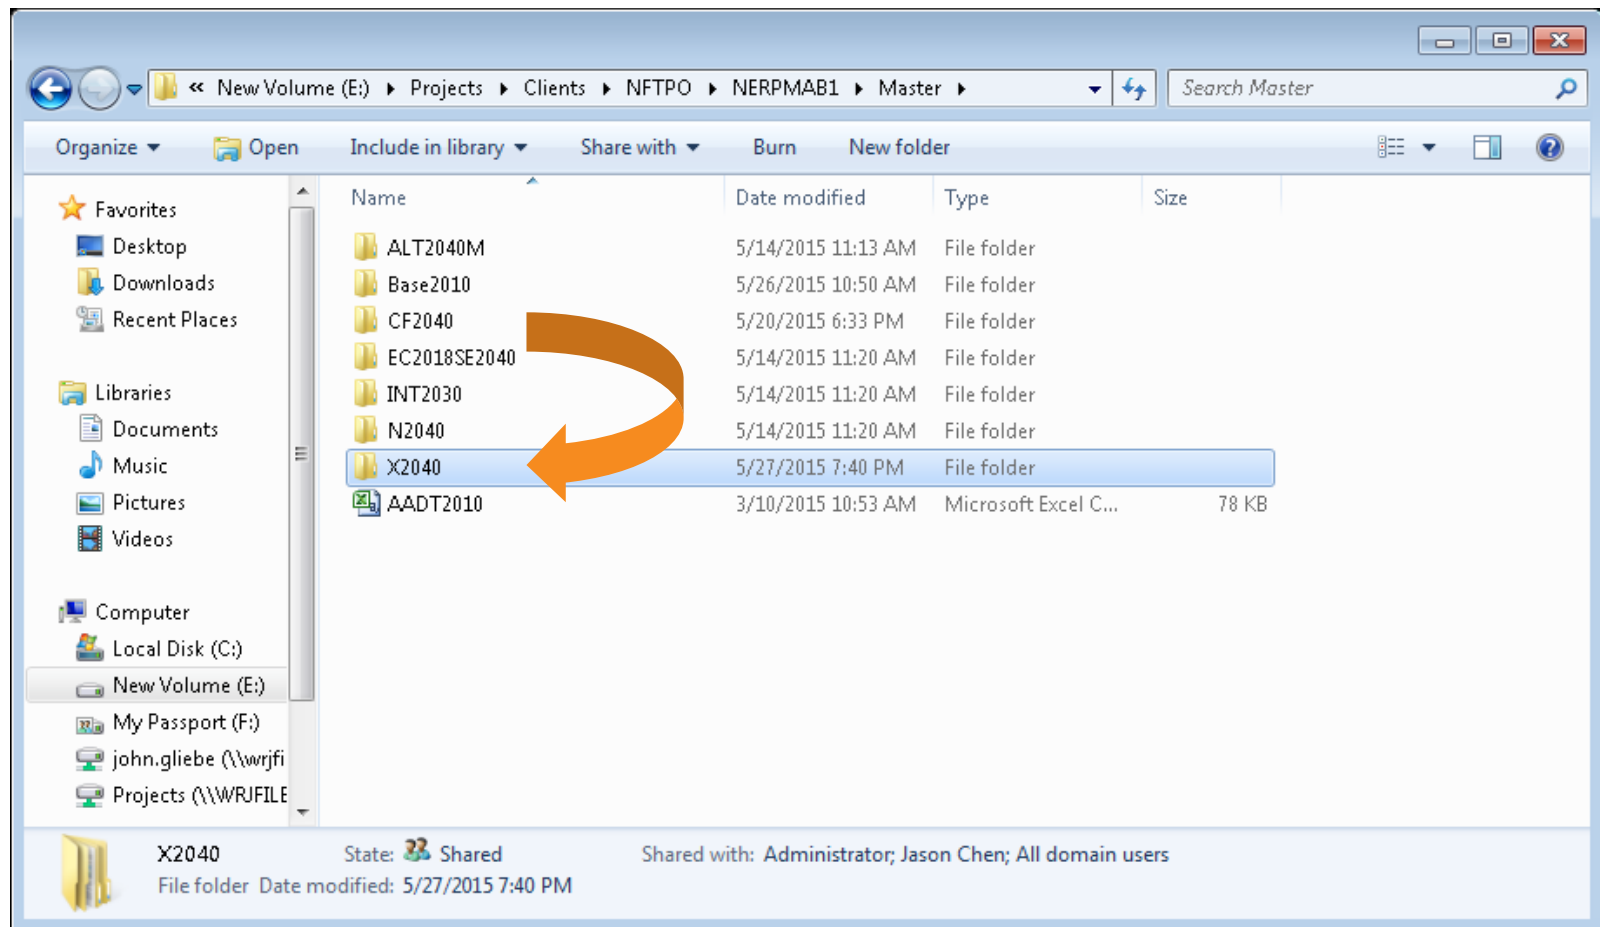 « New Volume (E:) Projects Clients NFTPO NERPMAB1 Master Search Master
Organize Open Include in library Share with Burn New folder
Name Date modified Type Size
Favorites
Desktop
Downloads
Recent Places
Libraries
Documents
Music
Pictures
Videos
Computer
Local Disk (C:)
New Volume (E:)
My Passport (F:)
john.gliebe (\\wrjfi
Projects (\\WRJFILE
ALT2040M 5/14/2015 11:13 AM File folder
Base2010 5/26/2015 10:50 AM File folder
CF2040 5/20/2015 6:33 PM File folder
EC2018SE2040 5/14/2015 11:20 AM File folder
INT2030 5/14/2015 11:20 AM File folder
N2040 5/14/2015 11:20 AM File folder
X2040 5/27/2015 7:40 PM File folder
AADT2010 3/10/2015 10:53 AM Microsoft Excel C... 78 KB
X2040 State: Shared Shared with: Administrator; Jason Chen; All domain users
File folder Date modified: 5/27/2015 7:40 PM